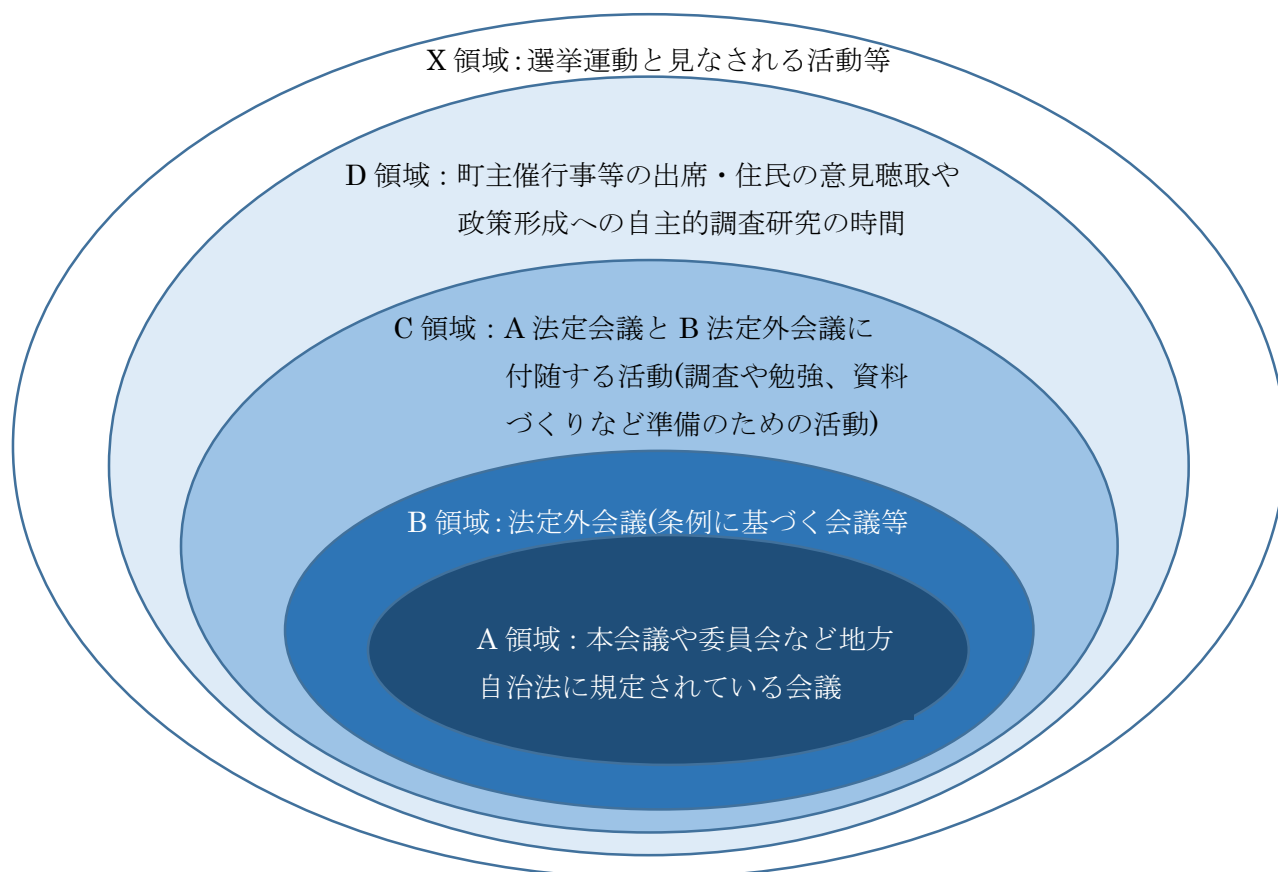 X 領域：選挙運動と見なされる活動等
D 領域：町主催行事等の出席・住民の意見聴取や
政策形成への自主的調査研究の時間
C 領域：A 法定会議と B 法定外会議に
付随する活動(調査や勉強、資料
づくりなど準備のための活動)
B 領域：法定外会議(条例に基づく会議等
A 領域：本会議や委員会など地方
自治法に規定されている会議